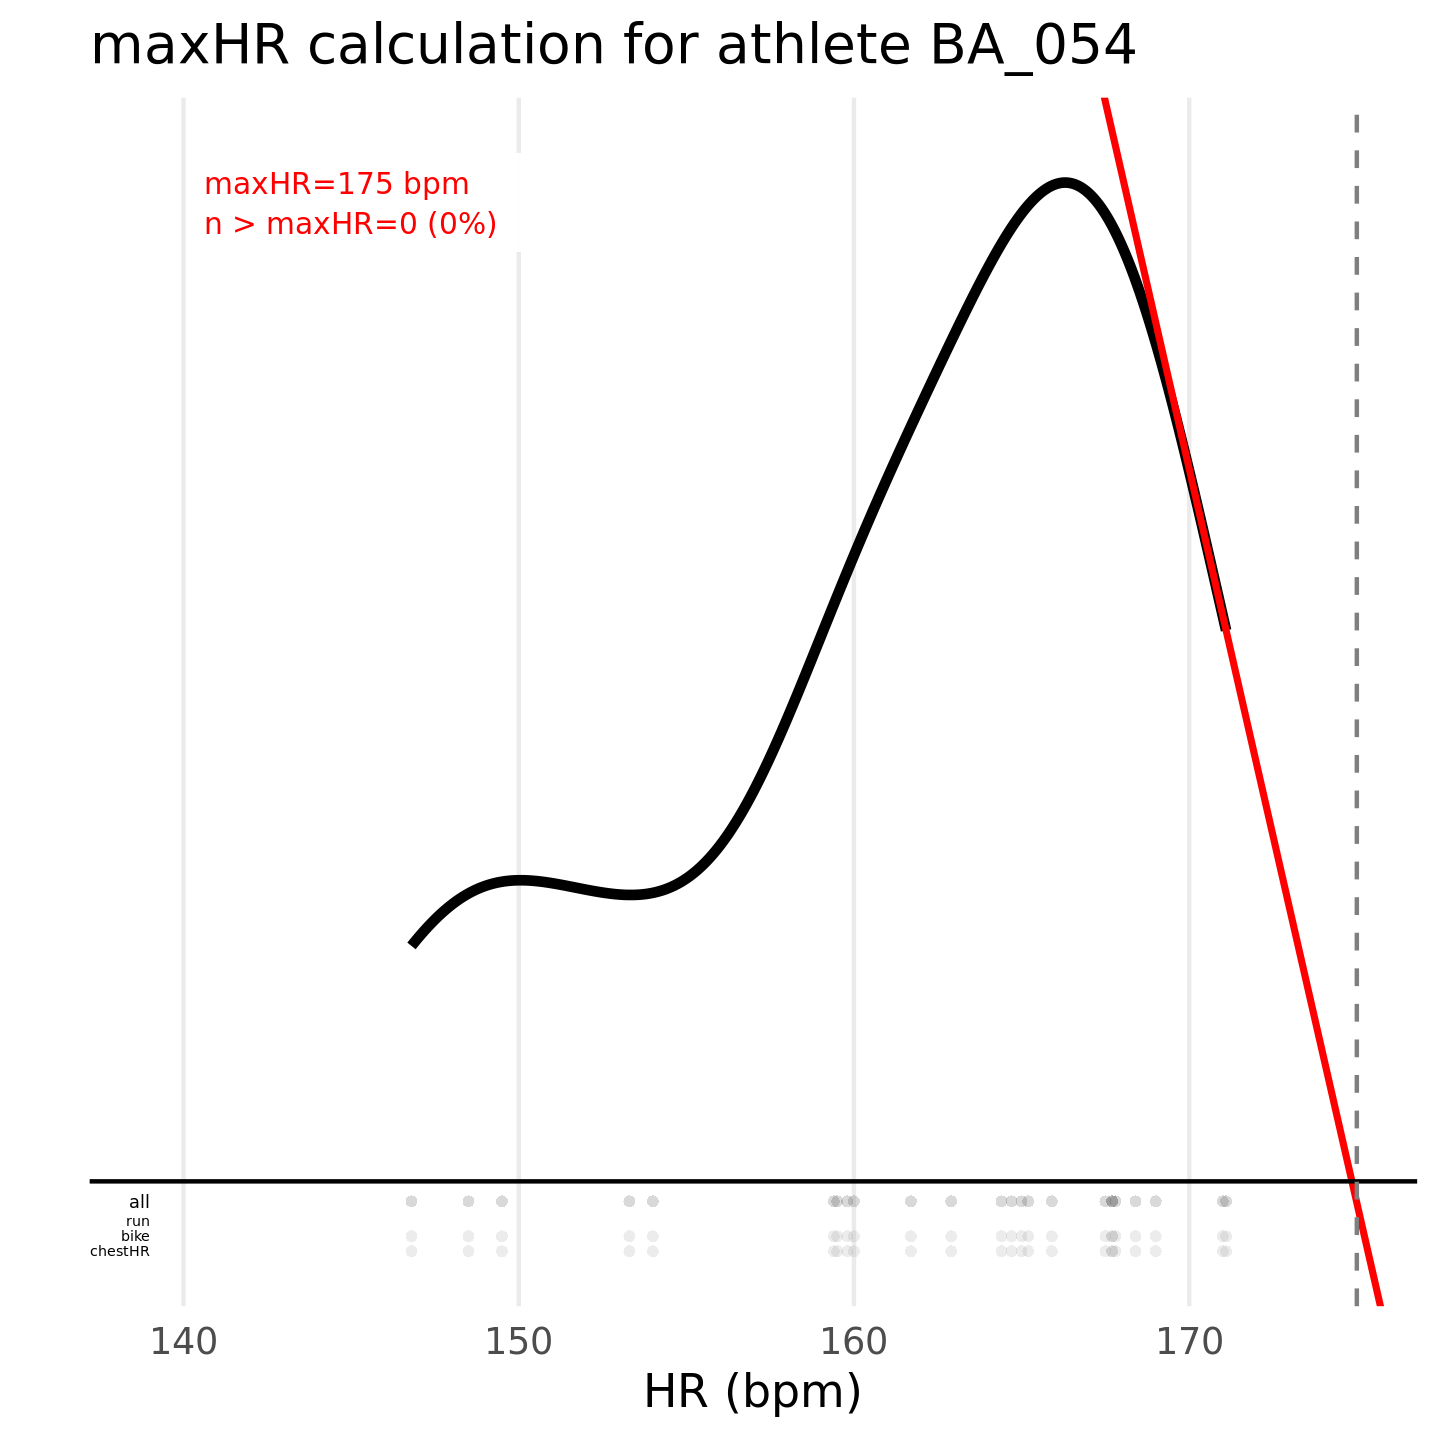 maxHR calculation for athlete BA_054
maxHR=175 bpm
n > maxHR=0 (0%)
all
run
bike
chestHR
140 150 160 170
HR (bpm)